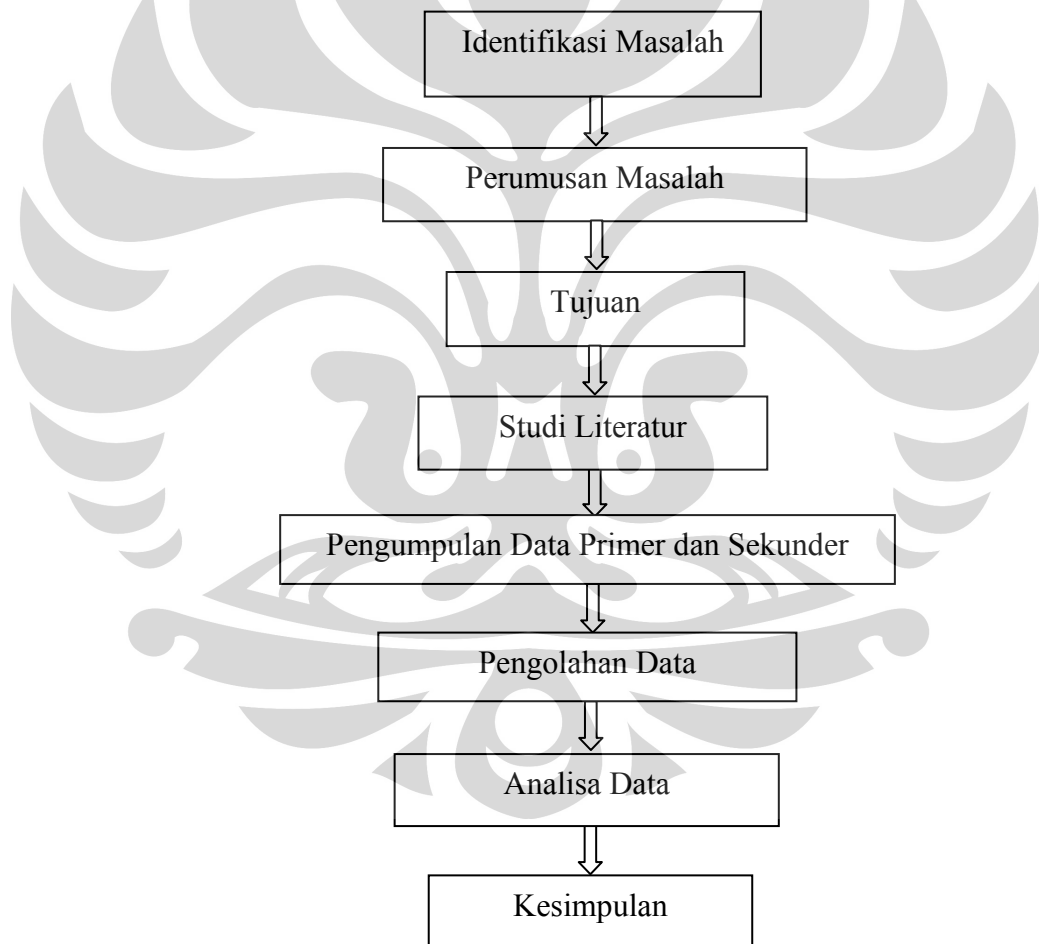 Identifikasi Masalah
Perumusan Masalah
Tujuan
Studi Literatur
Pengumpulan Data Primer dan Sekunder
Pengolahan Data
Analisa Data
Kesimpulan